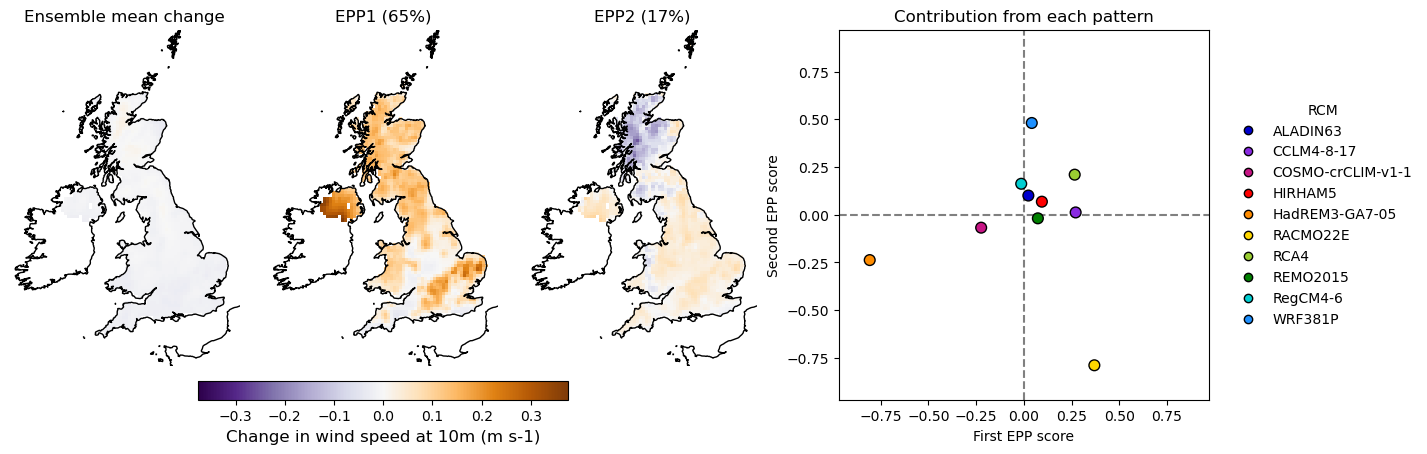 Ensemble mean change
EPP1 (65%)
EPP2 (17%)
−0.3 −0.2 −0.1 0.0 0.1 0.2 0.3
Change in wind speed at 10m (m s-1)
Contribution from each pattern
Second EPP score
0.75
0.50
0.25
0.00
−0.25
−0.50
−0.75
−0.75 −0.50 −0.25 0.00 0.25 0.50 0.75
First EPP score
RCM
ALADIN63
CCLM4-8-17
COSMO-crCLIM-v1-1
HIRHAM5
HadREM3-GA7-05
RACMO22E
RCA4
REMO2015
RegCM4-6
WRF381P